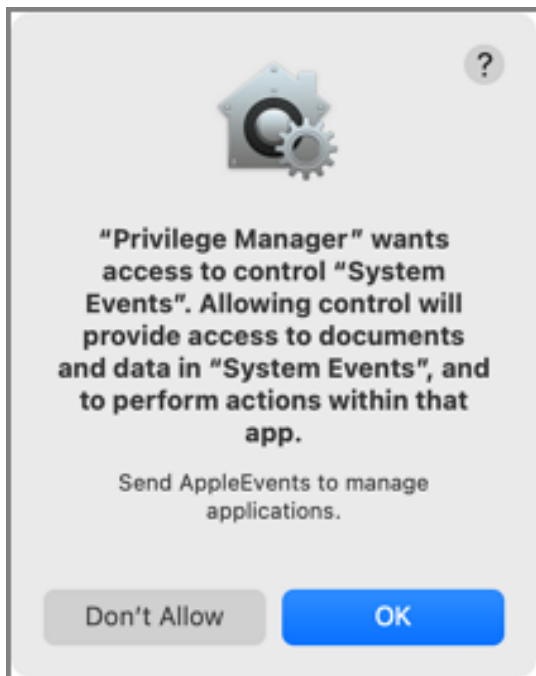 ?
“Privilege Manager” wants
access to control “System
Events”. Allowing control will
provide access to documents
and data in “System Events”, and
to perform actions within that
app.
Send AppleEvents to manage
applications.
Don't Allow
OK